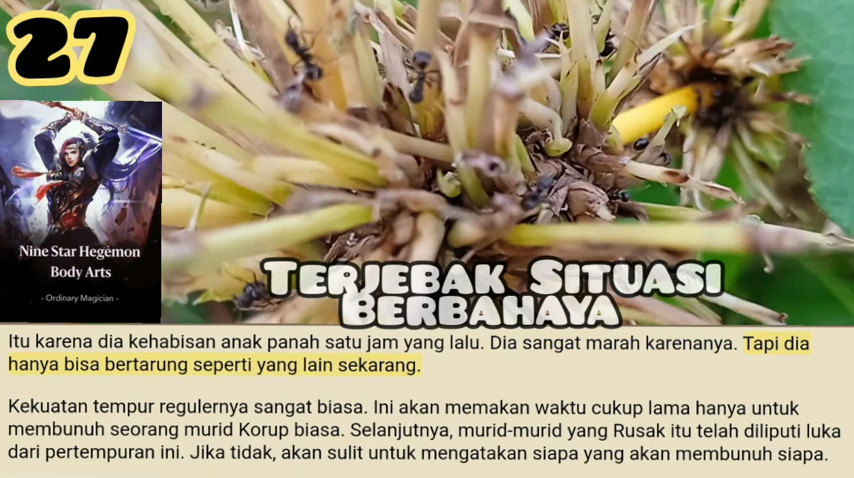 27
Nine Star Hegemon
Body Arts
- Ordinary Magician -
TERJEBAK SITUASI
BERBAHAYA
Itu karena dia kehabisan anak panah satu jam yang lalu. Dia sangat marah karenanya. Tapi dia
hanya bisa bertarung seperti yang lain sekarang.
Kekuatan tempur regulernya sangat biasa. Ini akan memakan waktu cukup lama hanya untuk
membunuh seorang murid Korup biasa. Selanjutnya, murid-murid yang Rusak itu telah diliputi luka
dari pertempuran ini. Jika tidak, akan sulit untuk mengatakan siapa yang akan membunuh siapa.